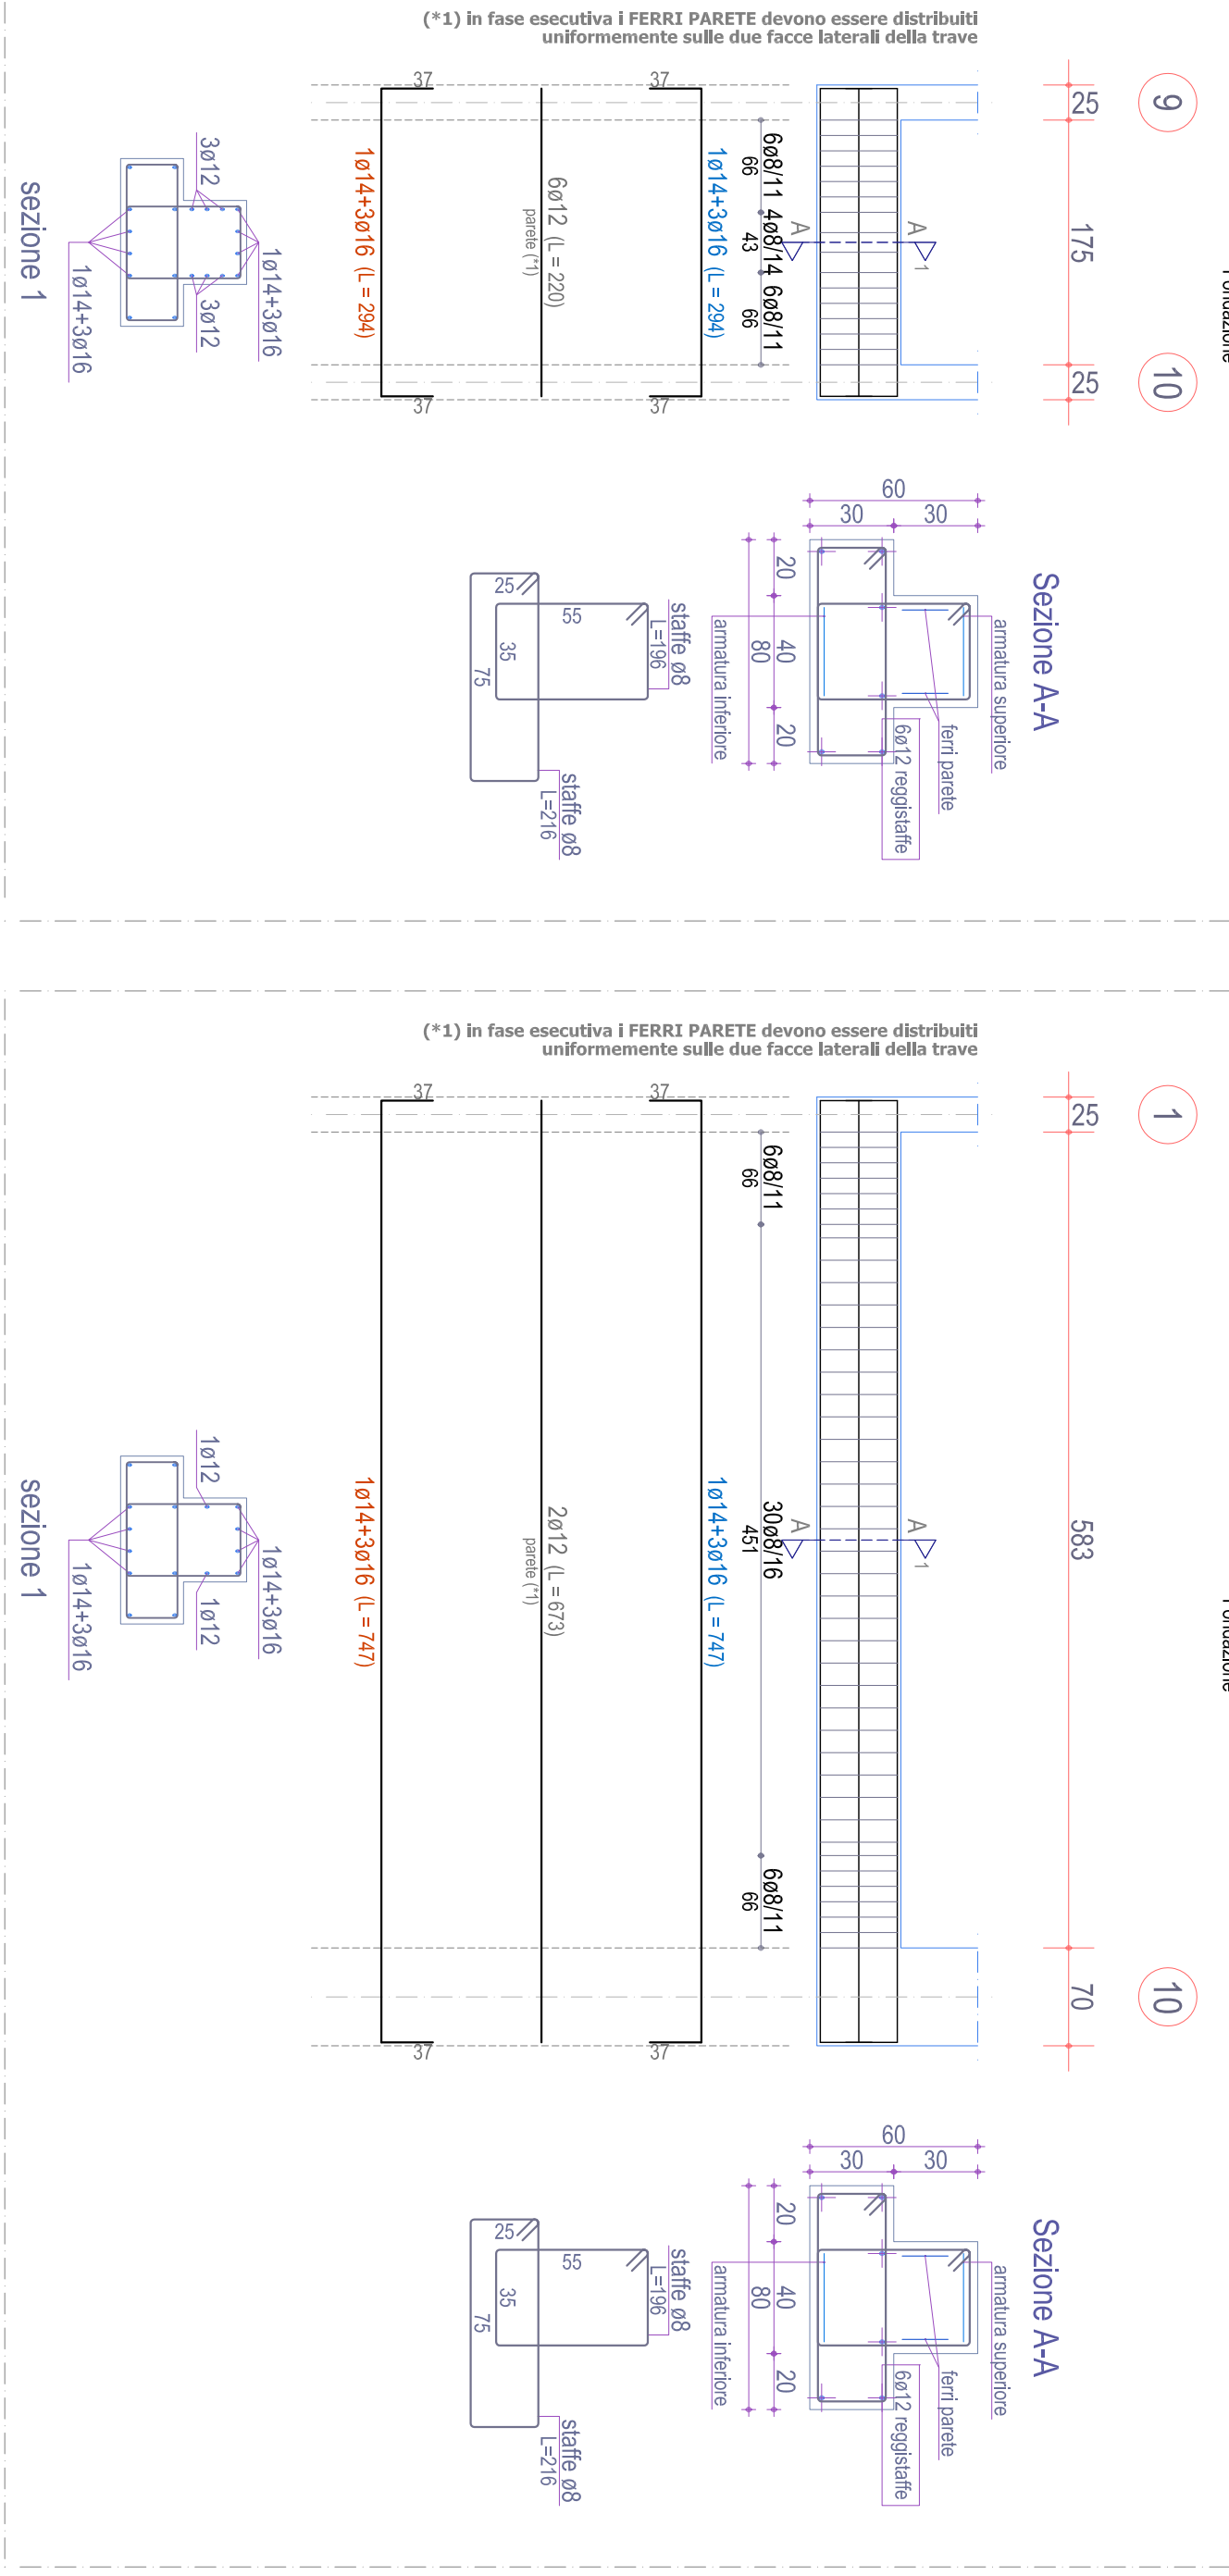 (*1) in fase esecutiva i FERRI PARETE devono essere distribuiti
uniformemente sulle due facce laterali della trave
9
10
25
175
25
6ø8/11
66
4ø8/14
43
6ø8/11
66
A
A
1
37
37
1ø14+3ø16 (L = 294)
6ø12 (L = 220)
parete (*1)
1ø14+3ø16 (L = 294)
37
37
3ø12
1ø14+3ø16
3ø12
1ø14+3ø16
sezione 1
Sezione A-A
60
30
30
20
40
20
80
armatura superiore
ferri parete
6ø12 reggistaffe
armatura inferiore
staffe ø8
L=196
25
55
35
75
staffe ø8
L=216
(*1) in fase esecutiva i FERRI PARETE devono essere distribuiti
uniformemente sulle due facce laterali della trave
1
10
25
583
70
6ø8/11
66
30ø8/16
451
6ø8/11
66
A
A
1
37
37
1ø14+3ø16 (L = 747)
2ø12 (L = 673)
parete (*1)
1ø14+3ø16 (L = 747)
37
37
1ø12
1ø14+3ø16
1ø12
1ø14+3ø16
sezione 1
Sezione A-A
60
30
30
20
40
20
80
armatura superiore
ferri parete
6ø12 reggistaffe
armatura inferiore
staffe ø8
L=196
25
55
35
75
staffe ø8
L=216